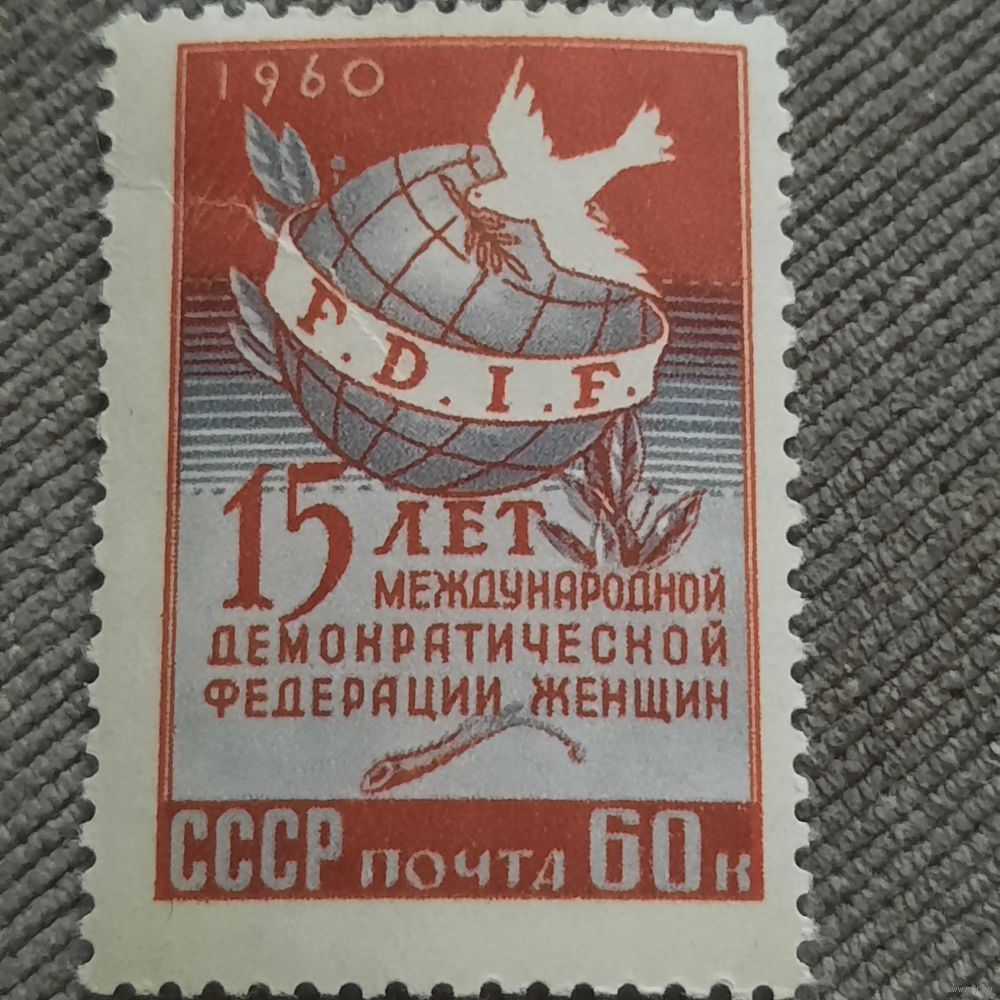 1960
F.D.I.F.
15 ЛЕТ
МЕЖДУНАРОДНОЙ
ДЕМОКРАТИЧЕСКОЙ
ФЕДЕРАЦИИ ЖЕНЩИН
СССР ПОЧТА 60 К